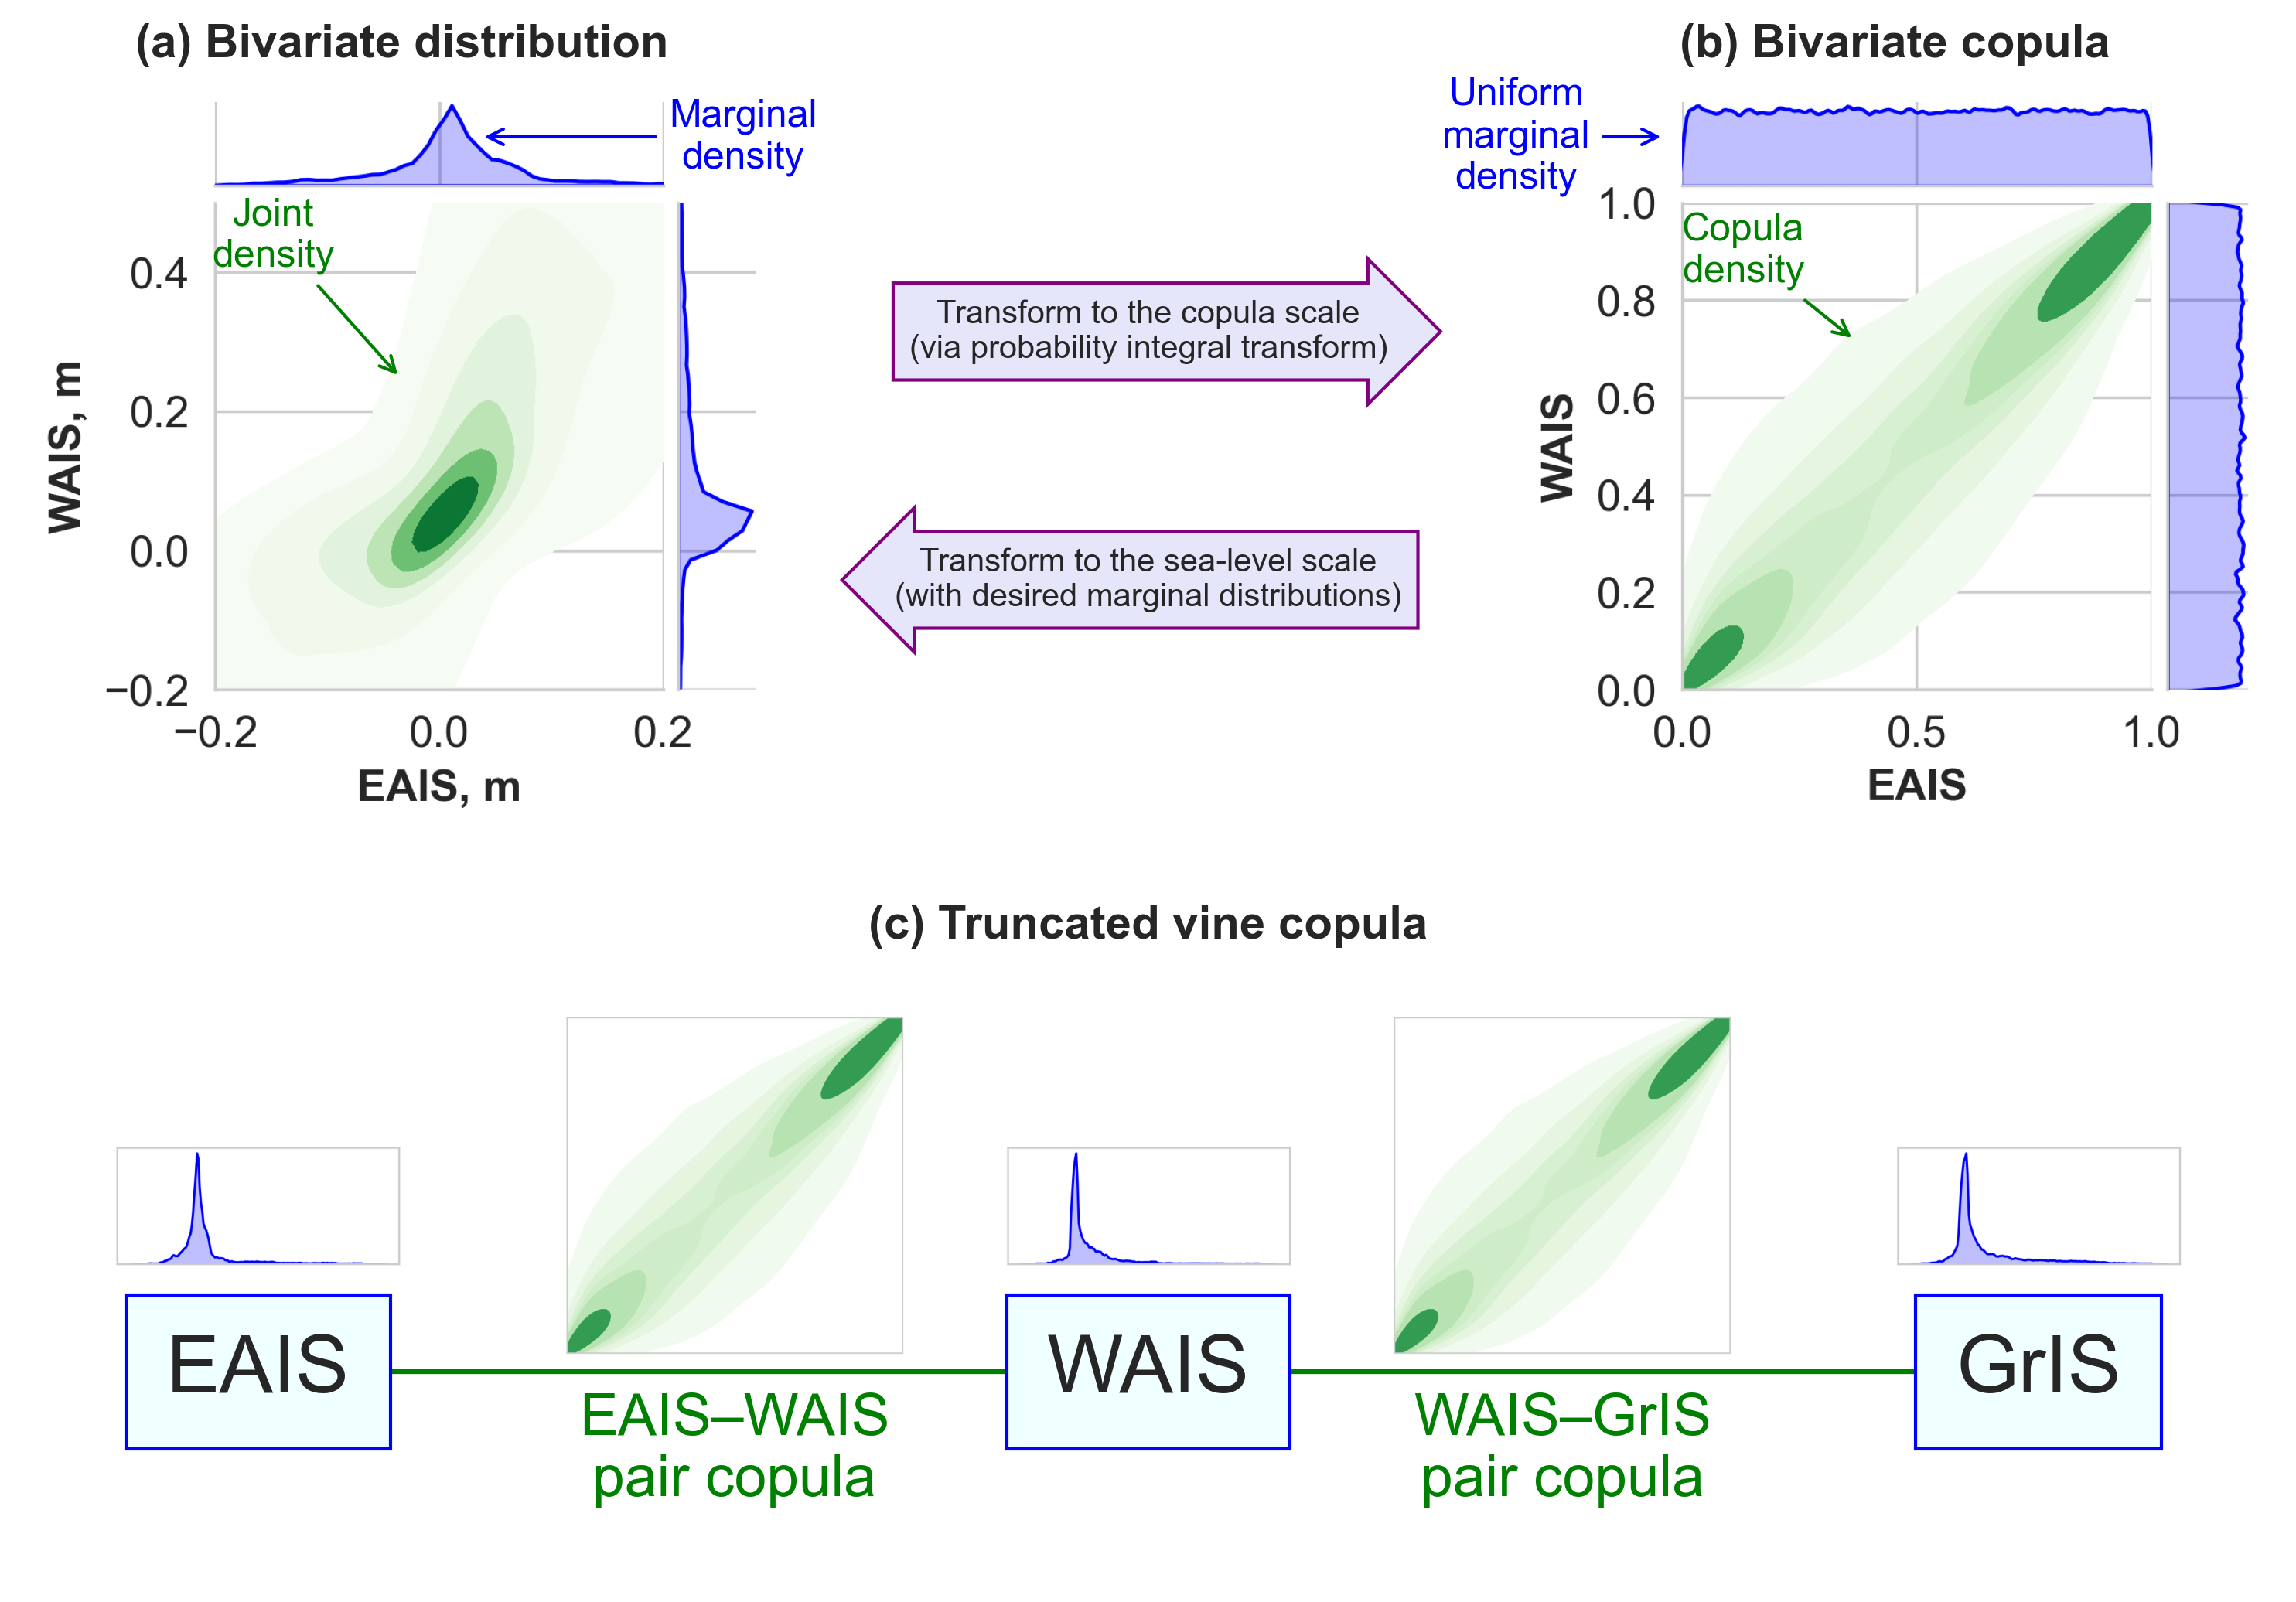 (a) Bivariate distribution
Marginal
density
Joint
density
0.4
0.2
0.0
−0.2
WAIS, m
−0.2
0.0
0.2
EAIS, m
Transform to the copula scale
(via probability integral transform)
Transform to the sea-level scale
(with desired marginal distributions)
(b) Bivariate copula
Uniform
marginal
density
Copula
density
1.0
0.8
0.6
0.4
0.2
0.0
WAIS
0.0
0.5
1.0
EAIS
(c) Truncated vine copula
EAIS
EAIS–WAIS
pair copula
WAIS
WAIS–GrIS
pair copula
GrIS